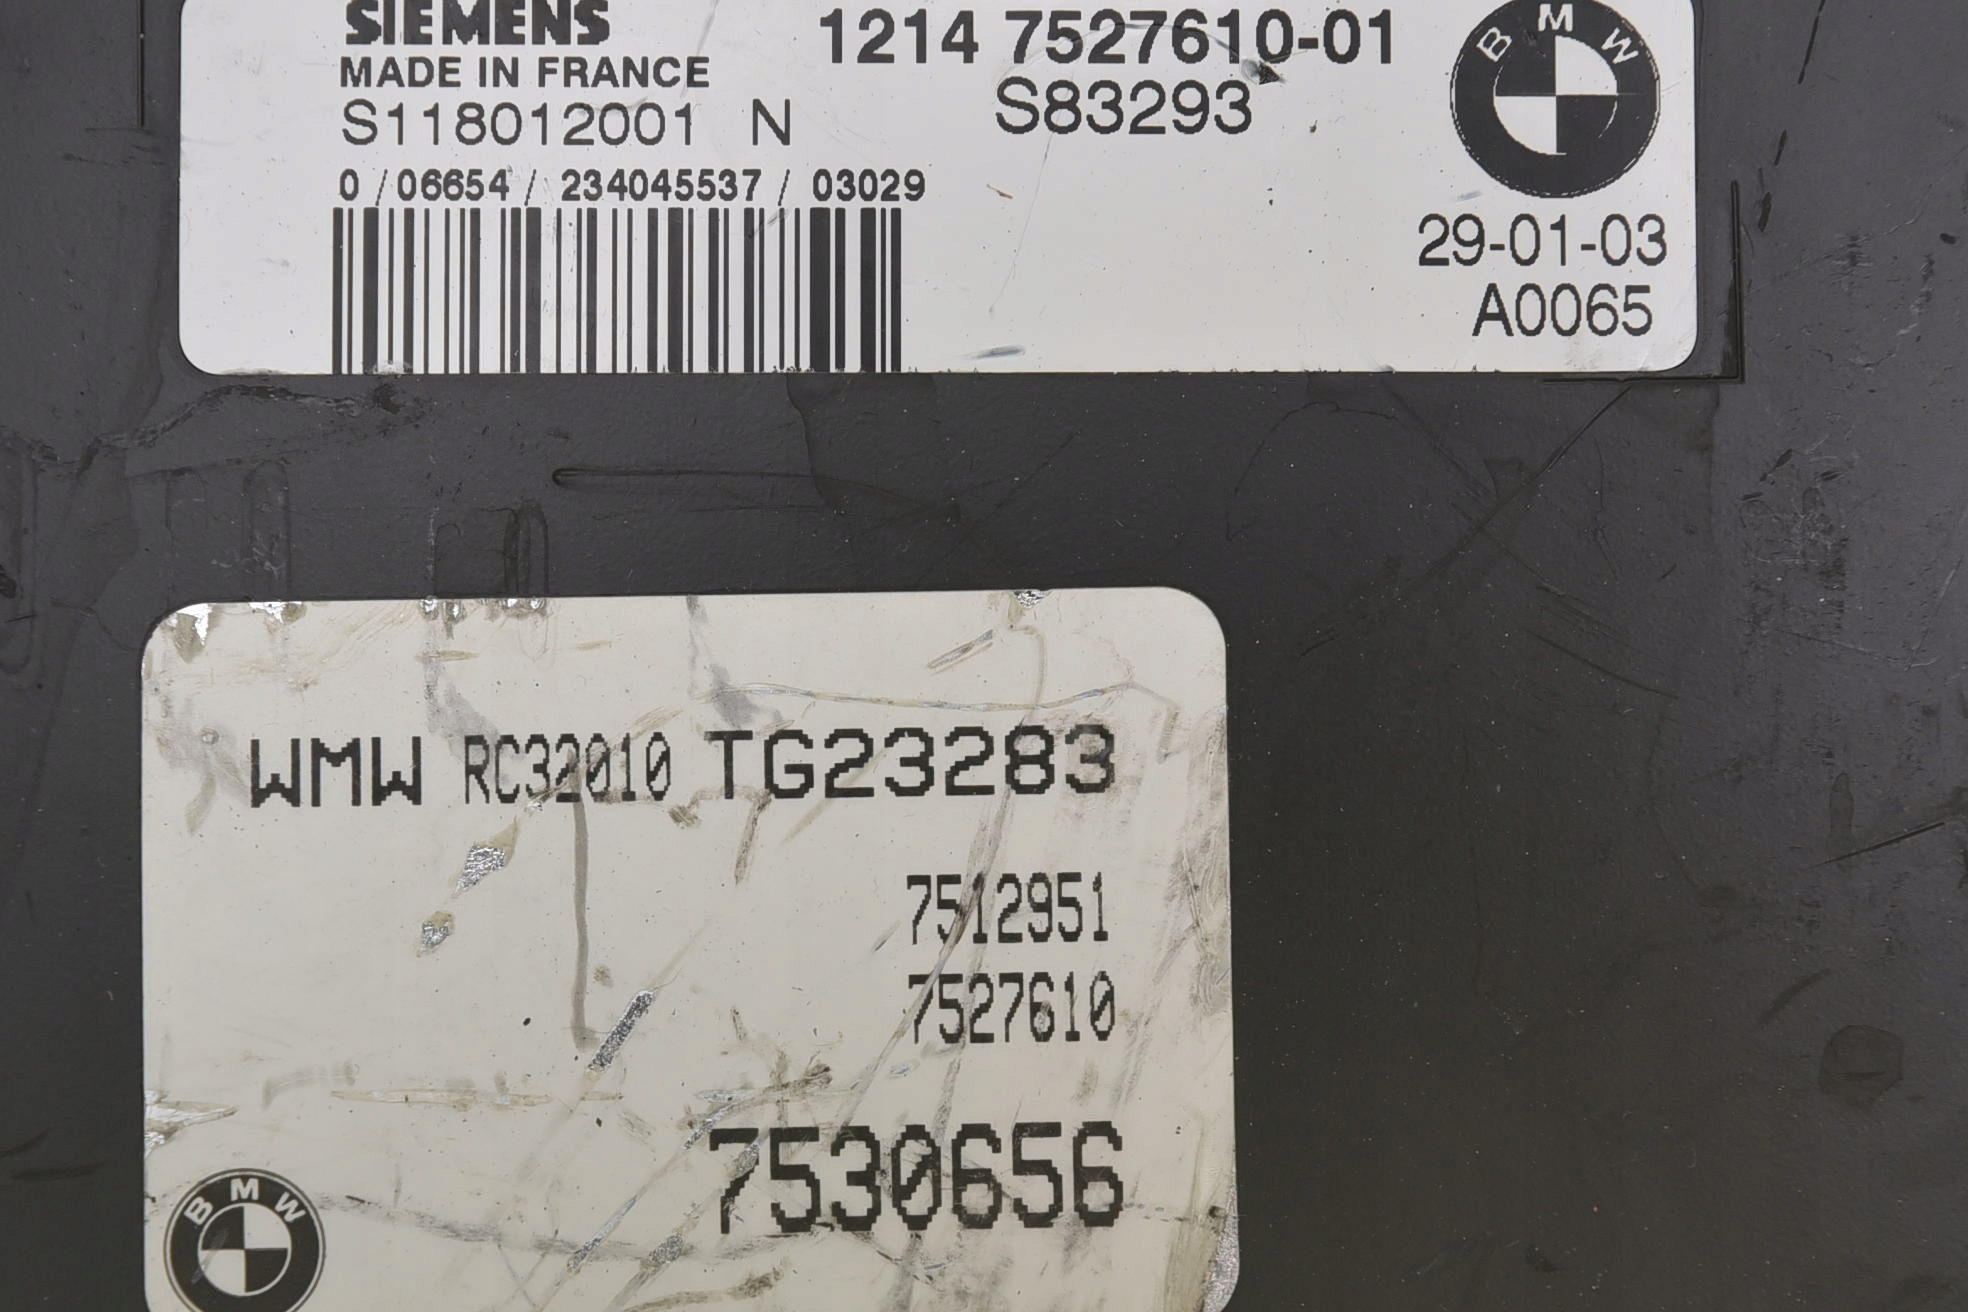 SIEMENS
MADE IN FRANCE
S118012001 N
0 / 06654 / 234045537 / 03029
1214 7527610-01
S83293
BMW
29-01-03
A0065
WMW RC32010 TG23283
7512951
7527610
7530656
BMW